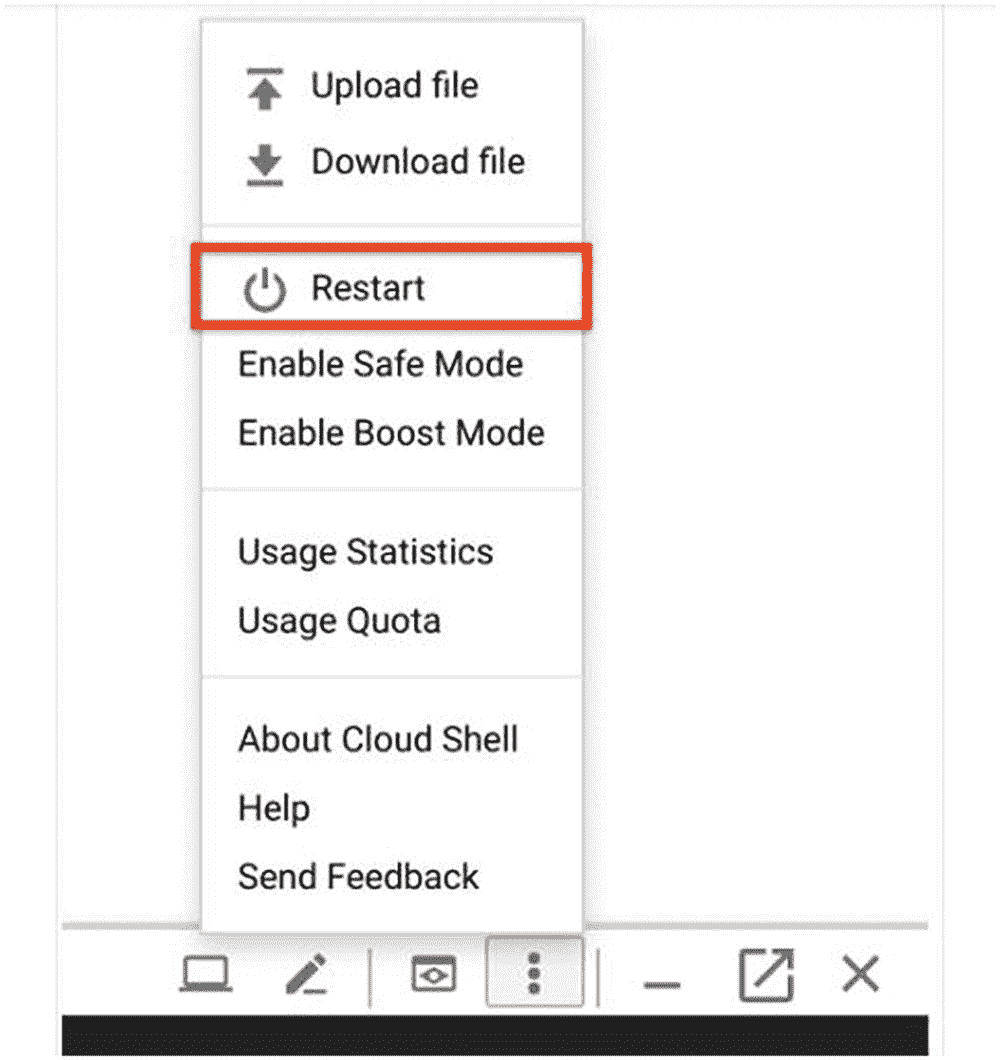 Upload file
Download file
Restart
Enable Safe Mode
Enable Boost Mode
Usage Statistics
Usage Quota
About Cloud Shell
Help
Send Feedback